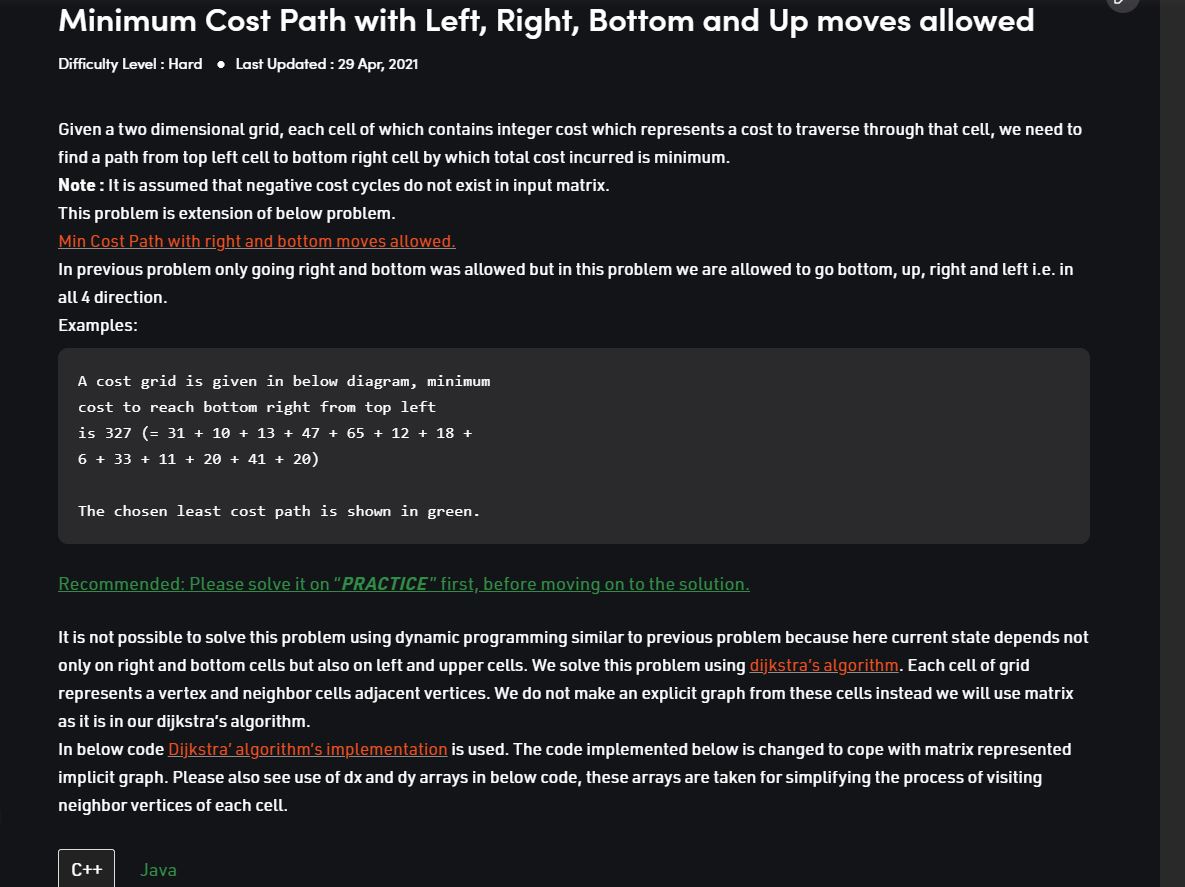 Minimum Cost Path with Left, Right, Bottom and Up moves allowed
Difficulty Level : Hard ● Last Updated : 29 Apr, 2021
Given a two dimensional grid, each cell of which contains integer cost which represents a cost to traverse through that cell, we need to
find a path from top left cell to bottom right cell by which total cost incurred is minimum.
Note : It is assumed that negative cost cycles do not exist in input matrix.
This problem is extension of below problem.
Min Cost Path with right and bottom moves allowed.
In previous problem only going right and bottom was allowed but in this problem we are allowed to go bottom, up, right and left i.e. in
all 4 direction.
Examples:
A cost grid is given in below diagram, minimum
cost to reach bottom right from top left
is 327 (= 31 + 10 + 13 + 47 + 65 + 12 + 18 +
6 + 33 + 11 + 20 + 41 + 20)
The chosen least cost path is shown in green.
Recommended: Please solve it on “PRACTICE” first, before moving on to the solution.
It is not possible to solve this problem using dynamic programming similar to previous problem because here current state depends not
only on right and bottom cells but also on left and upper cells. We solve this problem using dijkstra’s algorithm. Each cell of grid
represents a vertex and neighbor cells adjacent vertices. We do not make an explicit graph from these cells instead we will use matrix
as it is in our dijkstra’s algorithm.
In below code Dijkstra’ algorithm’s implementation is used. The code implemented below is changed to cope with matrix represented
implicit graph. Please also see use of dx and dy arrays in below code, these arrays are taken for simplifying the process of visiting
neighbor vertices of each cell.
C++ Java